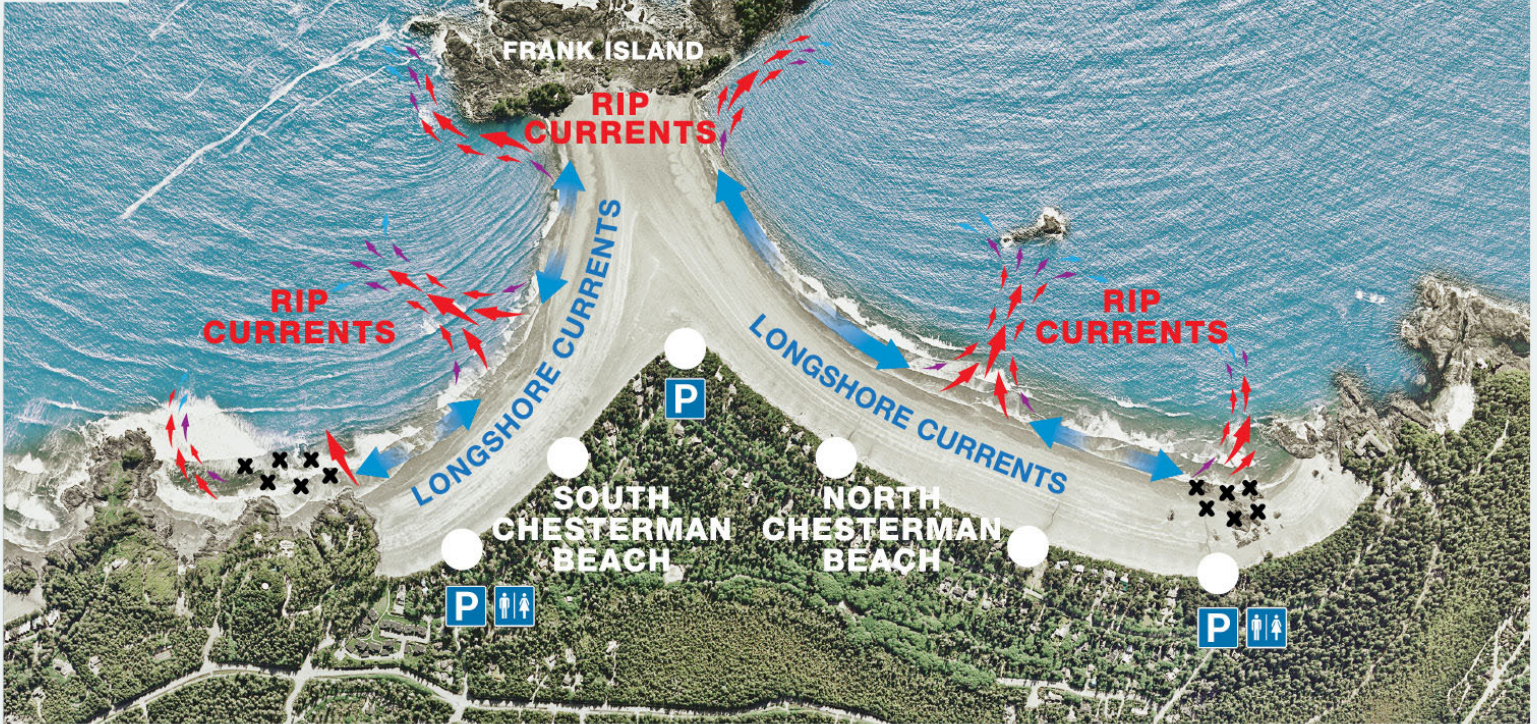 FRANK ISLAND
RIP
CURRENTS
LONGSHORE CURRENTS
RIP
CURRENTS
LONGSHORE CURRENTS
RIP
CURRENTS
P
SOUTH
CHESTERMAN
BEACH
NORTH
CHESTERMAN
BEACH
P
P